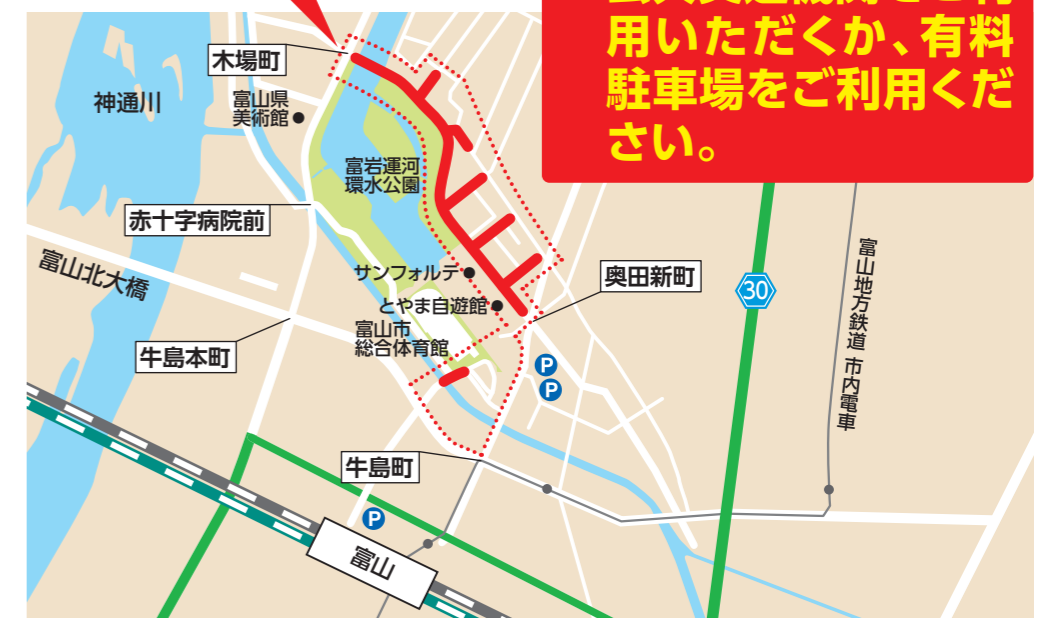 用いただくか、有料
駐車場をご利用くだ
さい。
木場町
神通川
富山県
美術館
富岩運河
環水公園
赤十字病院前
富山北大橋
サンフォルテ
とやま自遊館
奥田新町
30
富山地方鉄道 市内電車
富山市
総合体育館
牛島本町
P
P
牛島町
P
富山